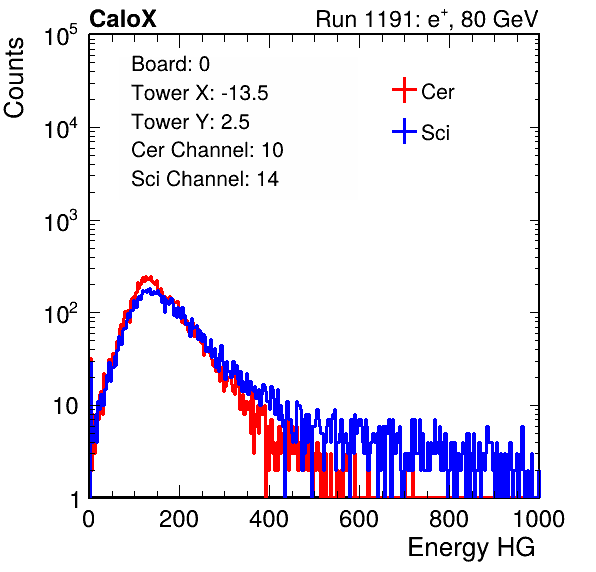 CaloX Run 1191: e⁺, 80 GeV
Counts
Board: 0
Tower X: -13.5
Tower Y: 2.5
Cer Channel: 10
Sci Channel: 14
Cer
Sci
10⁵
10⁴
10³
10²
10
1
0 200 400 600 800 1000
Energy HG